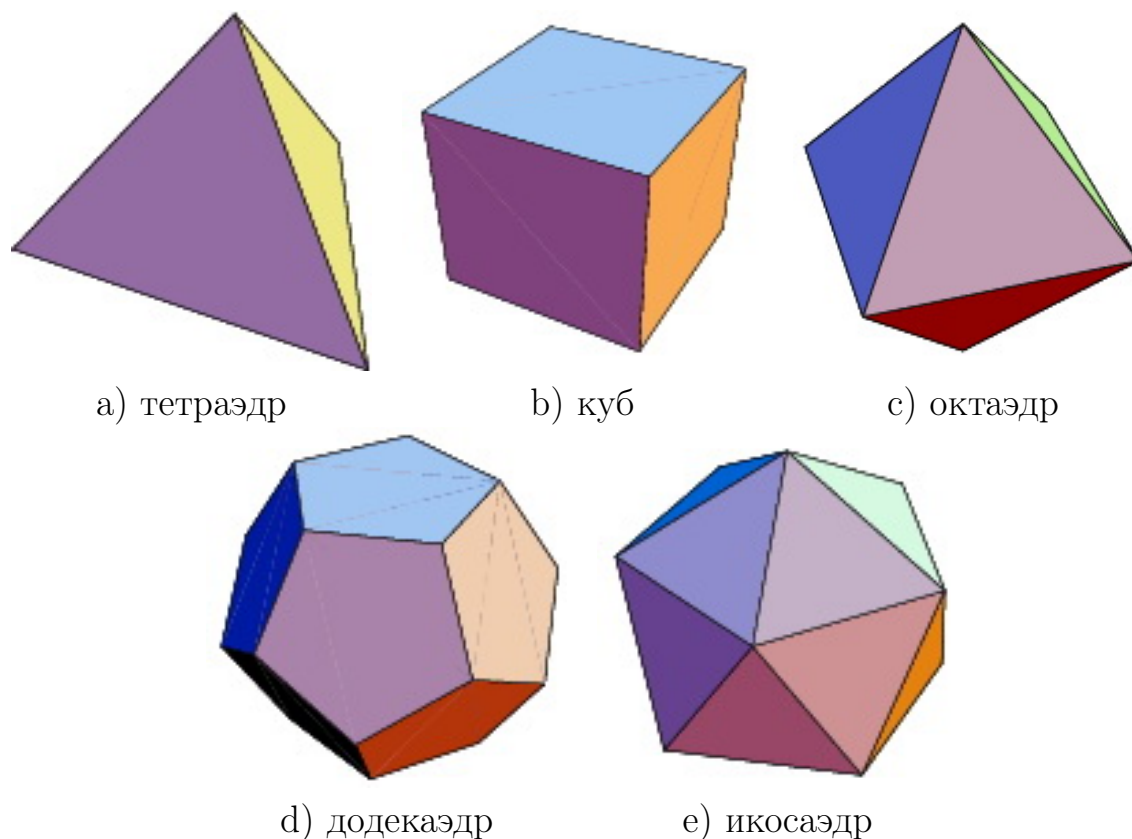 a) тетраэдр
b) куб
c) октаэдр
d) додекаэдр
e) икосаэдр